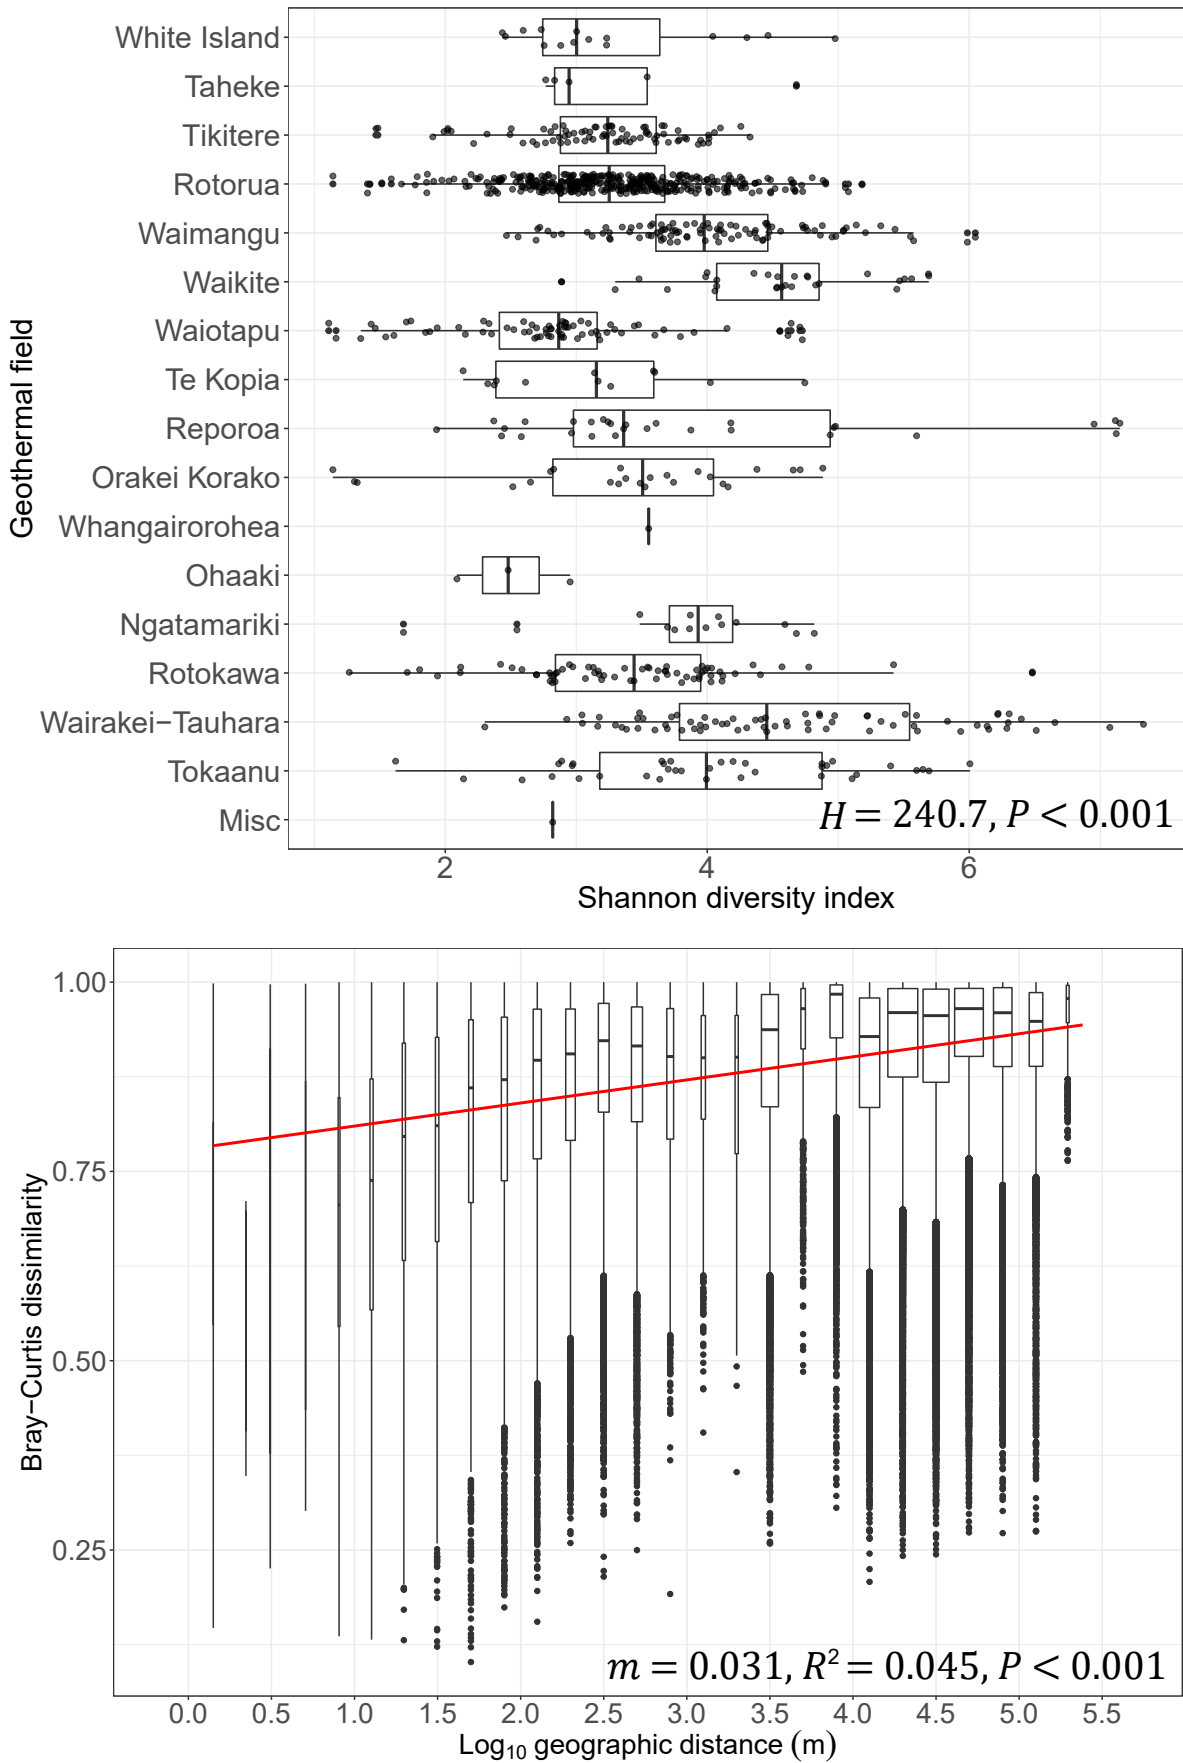 Geothermal field
White Island
Taheke
Tikitere
Rotorua
Waimangu
Waikite
Waiotapu
Te Kopia
Reporoa
Orakei Korako
Whangairorohea
Ohaaki
Ngatamariki
Rotokawa
Wairakei−Tauhara
Tokaanu
Misc
H = 240.7, P < 0.001
2 4 6
Shannon diversity index
Bray−Curtis dissimilarity
1.00
0.75
0.50
0.25
m = 0.031, R² = 0.045, P < 0.001
0.0 0.5 1.0 1.5 2.0 2.5 3.0 3.5 4.0 4.5 5.0 5.5
Log₁₀ geographic distance (m)